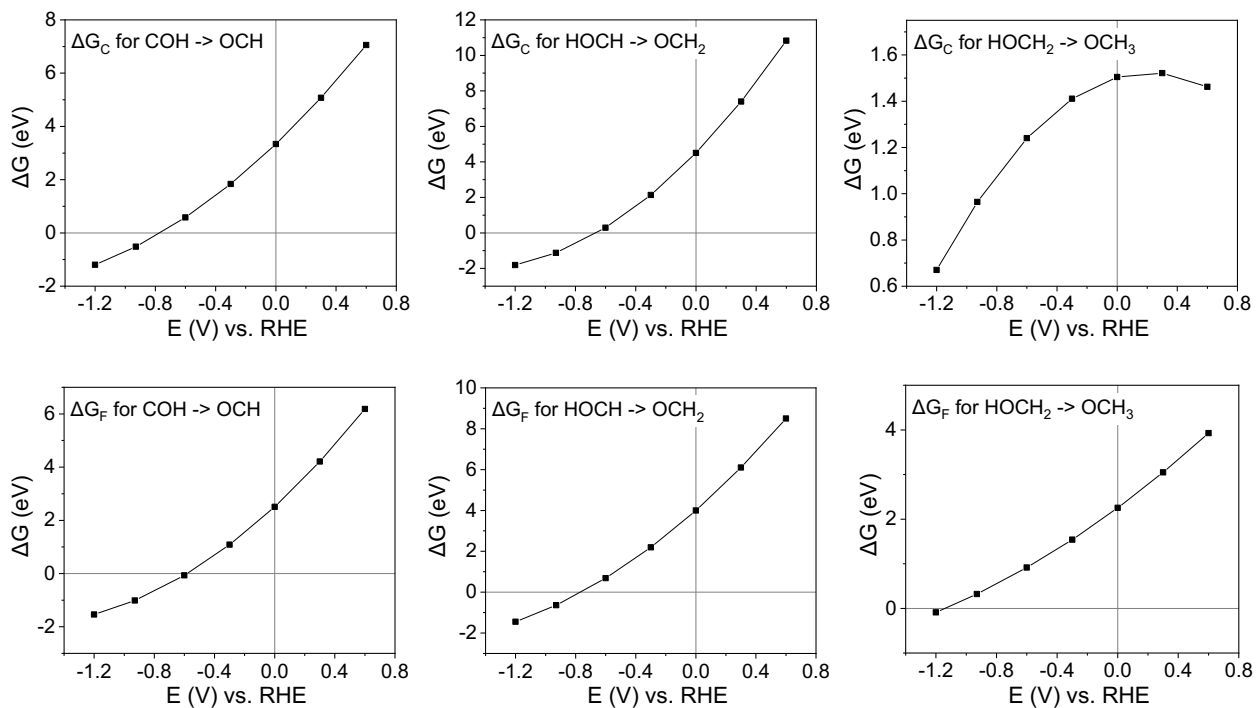 ΔG_C for COH -> OCH
8
6
4
2
0
-2
ΔG (eV)
-1.2 -0.8 -0.4 0.0 0.4 0.8
E (V) vs. RHE
ΔG_C for HOCH -> OCH₂
12
10
8
6
4
2
0
-2
ΔG (eV)
-1.2 -0.8 -0.4 0.0 0.4 0.8
E (V) vs. RHE
ΔG_C for HOCH₂ -> OCH₃
1.6
1.4
1.2
1.0
0.8
0.6
ΔG (eV)
-1.2 -0.8 -0.4 0.0 0.4 0.8
E (V) vs. RHE
ΔG_F for COH -> OCH
6
4
2
0
-2
ΔG (eV)
-1.2 -0.8 -0.4 0.0 0.4 0.8
E (V) vs. RHE
ΔG_F for HOCH -> OCH₂
10
8
6
4
2
0
-2
ΔG (eV)
-1.2 -0.8 -0.4 0.0 0.4 0.8
E (V) vs. RHE
ΔG_F for HOCH₂ -> OCH₃
4
2
0
ΔG (eV)
-1.2 -0.8 -0.4 0.0 0.4 0.8
E (V) vs. RHE